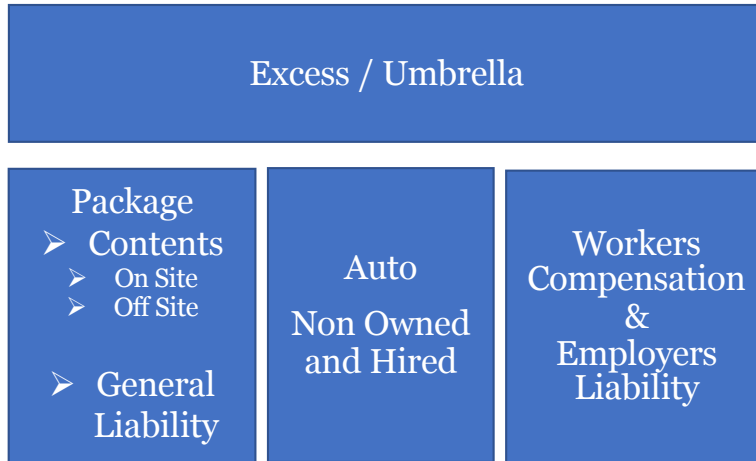 Excess / Umbrella
Package
➢ Contents
➢ On Site
➢ Off Site
➢ General
Liability
Auto
Non Owned
and Hired
Workers
Compensation
&
Employers
Liability